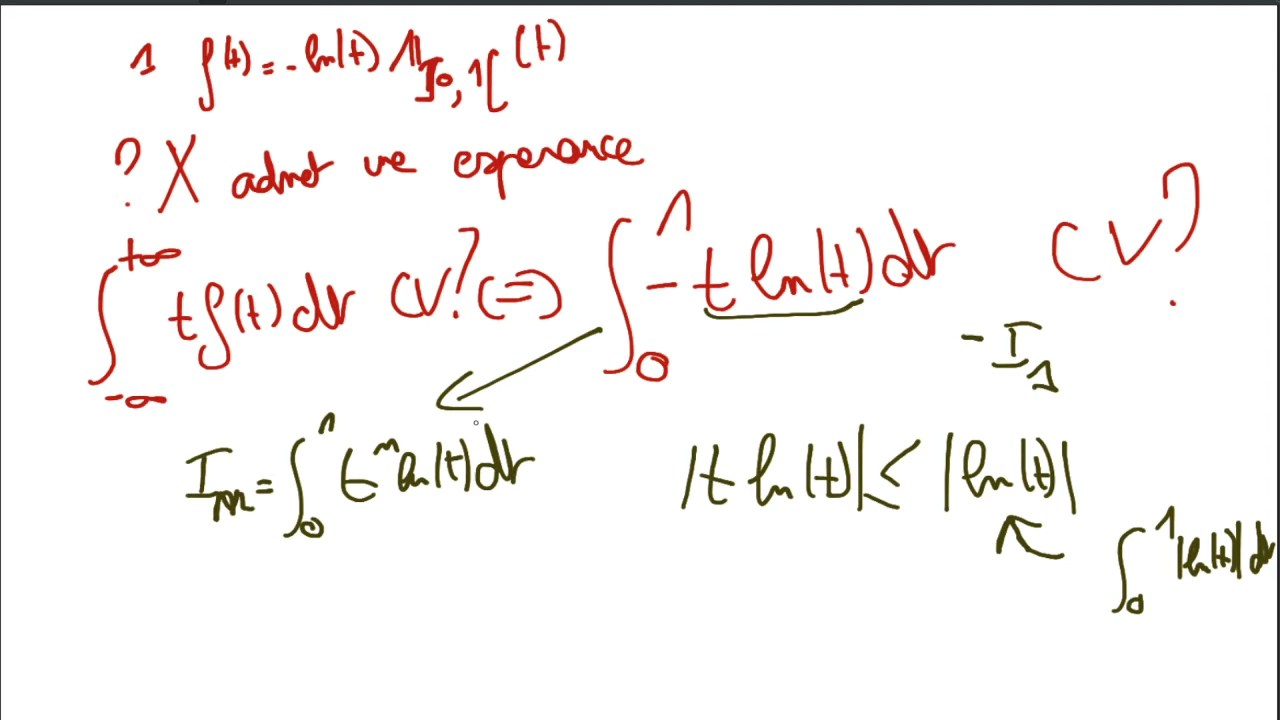 1 f(t) = - ln(t) 1_{]0,1[}(t)
? X admet une esperance
∫_{-∞}^{+∞} t f(t) dt CV? (=) ∫_0^1 - t ln(t) dt CV?
- I_1
I_n = ∫_0^1 t^n ln(t) dt |t ln(t)| ≤ |ln(t)|
∫_0^1 |ln(t)| dt